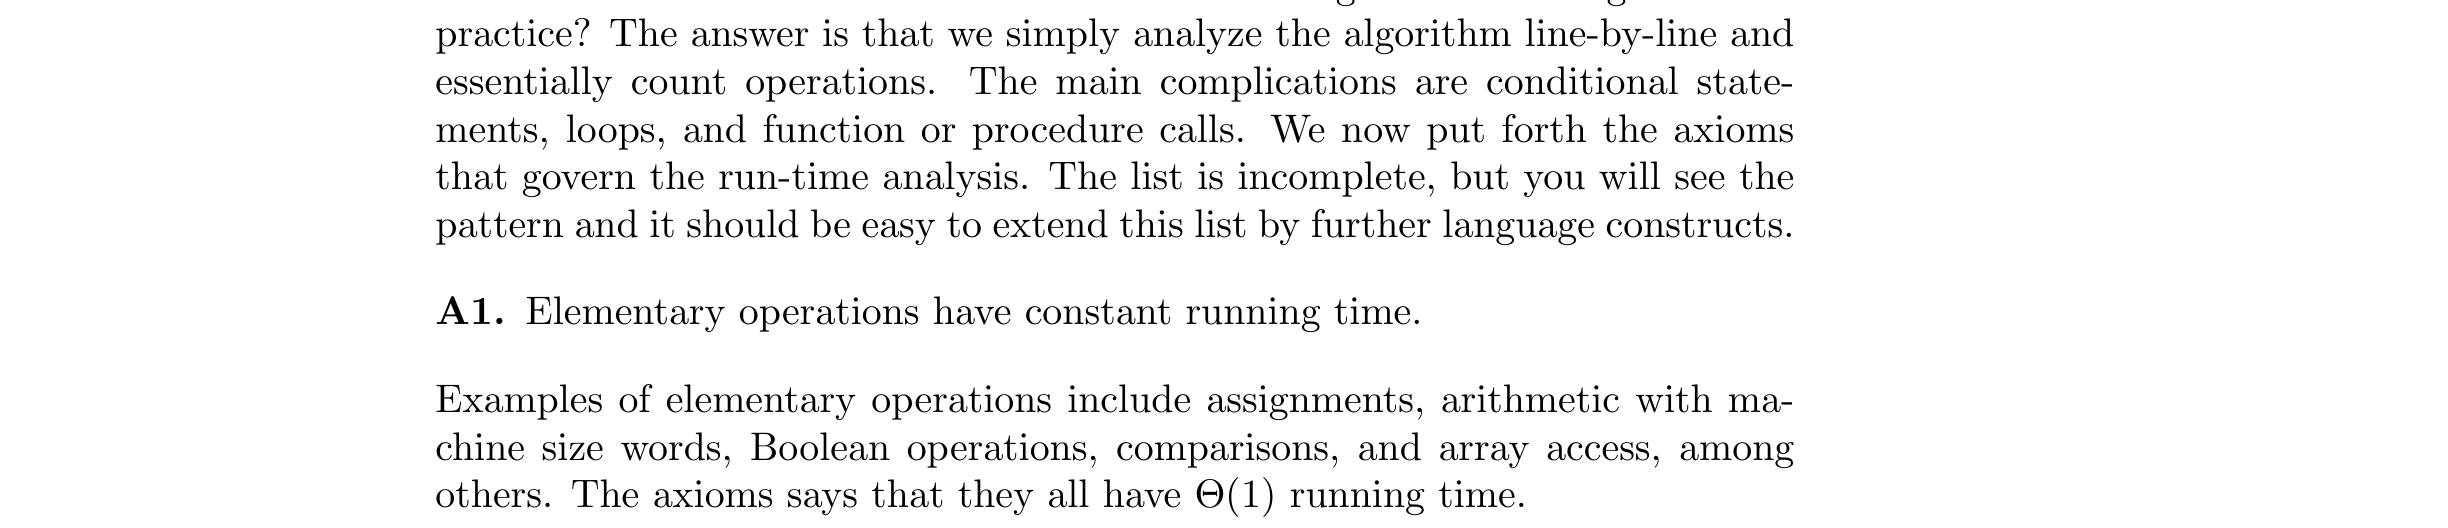 practice? The answer is that we simply analyze the algorithm line-by-line and
essentially count operations. The main complications are conditional state-
ments, loops, and function or procedure calls. We now put forth the axioms
that govern the run-time analysis. The list is incomplete, but you will see the
pattern and it should be easy to extend this list by further language constructs.
A1. Elementary operations have constant running time.
Examples of elementary operations include assignments, arithmetic with ma-
chine size words, Boolean operations, comparisons, and array access, among
others. The axioms says that they all have Θ(1) running time.